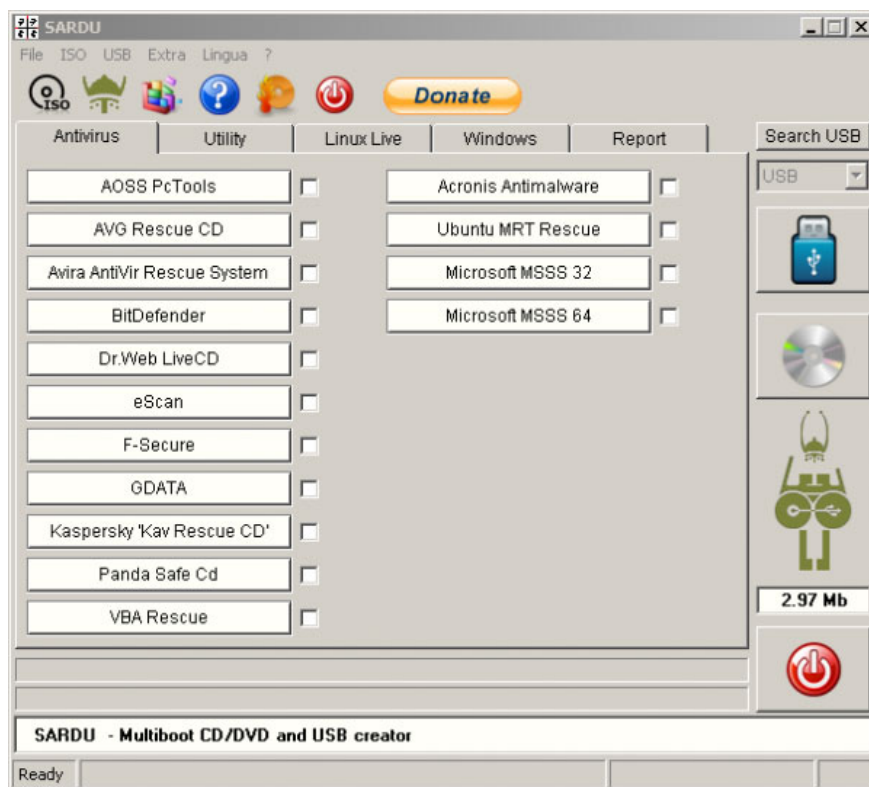 SARDU
File ISO USB Extra Lingua ?
ISO
Donate
Antivirus Utility Linux Live Windows Report
Search USB
USB
AOSS PcTools
AVG Rescue CD
Avira AntiVir Rescue System
BitDefender
Dr.Web LiveCD
eScan
F-Secure
GDATA
Kaspersky 'Kav Rescue CD'
Panda Safe Cd
VBA Rescue
Acronis Antimalware
Ubuntu MRT Rescue
Microsoft MSSS 32
Microsoft MSSS 64
2.97 Mb
SARDU - Multiboot CD/DVD and USB creator
Ready